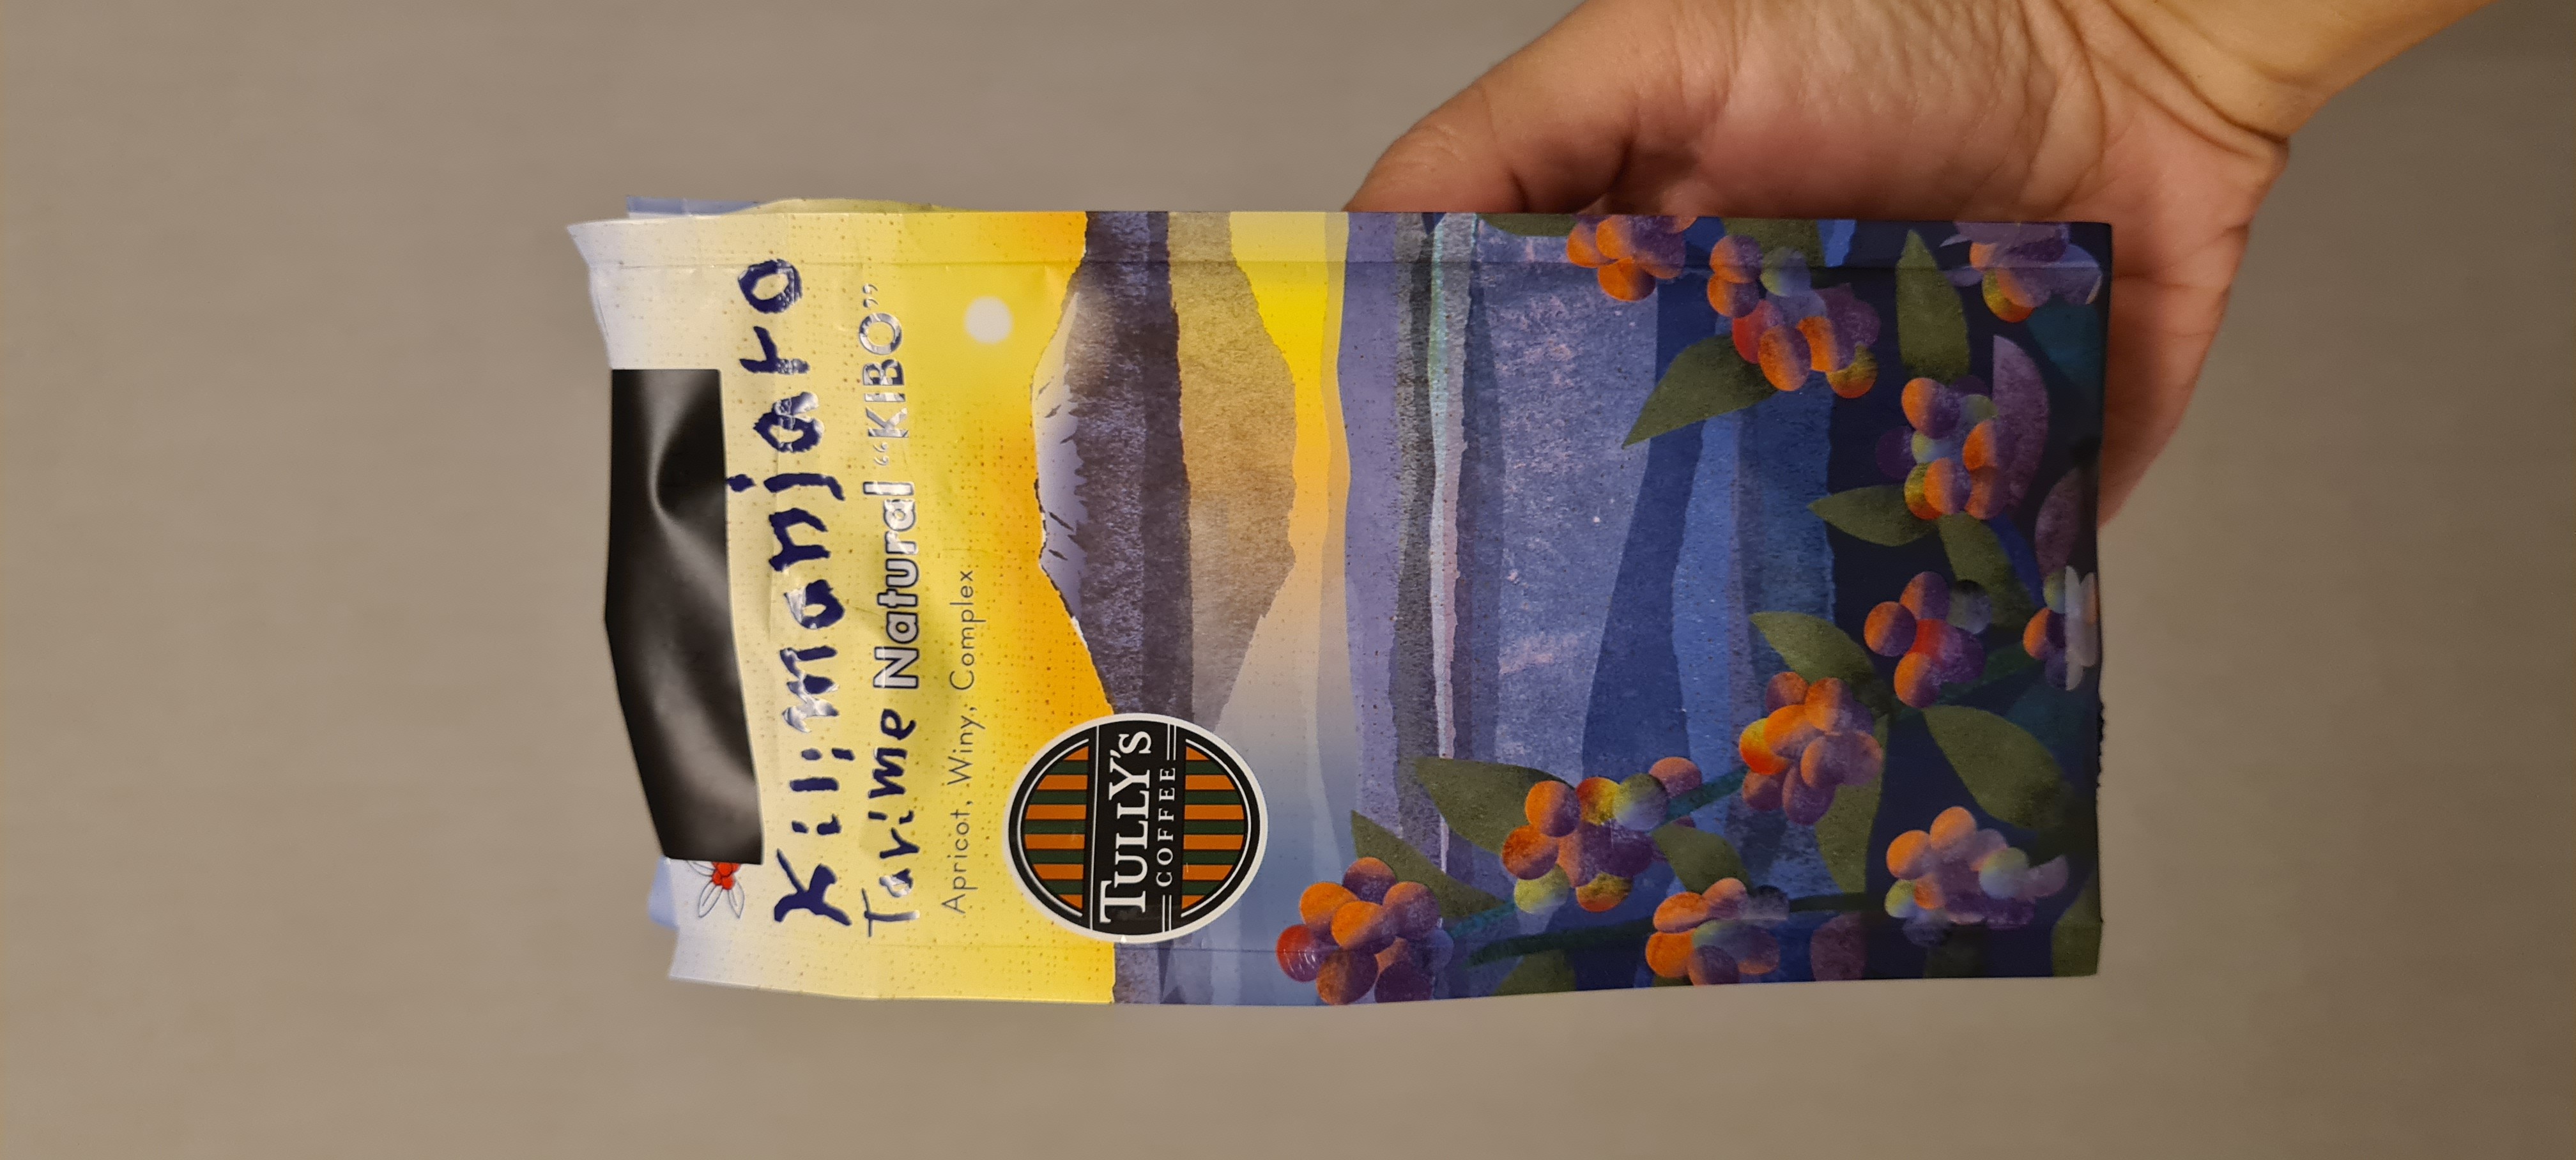 Kilimanjaro
Tarime Natural “KIBO”
Apricot, Winy, Complex
TULLY'S
COFFEE